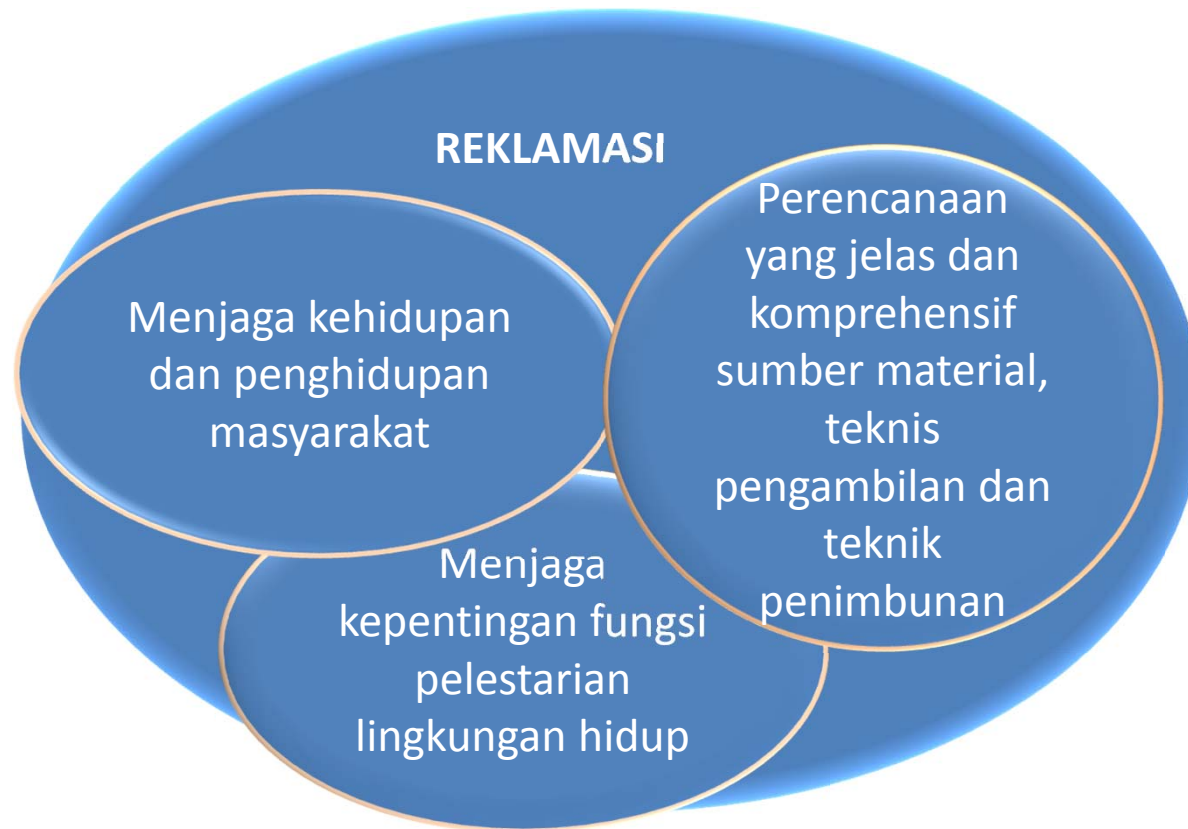 REKLAMASI
Menjaga kehidupan
dan penghidupan
masyarakat
Perencanaan
yang jelas dan
komprehensif
sumber material,
teknis
pengambilan dan
teknik
penimbunan
Menjaga
kepentingan fungsi
pelestarian
lingkungan hidup